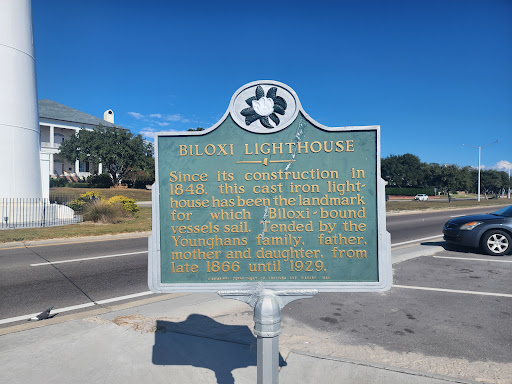 BILOXI LIGHTHOUSE
Since its construction in
1848, this cast iron light-
house has been the landmark
for which Biloxi-bound
vessels sail. Tended by the
Younghans family, father,
mother and daughter, from
late 1866 until 1929.